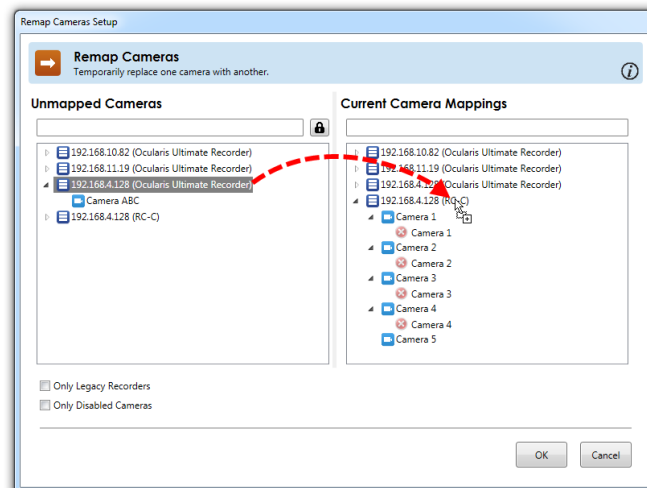 Remap Cameras Setup
Remap Cameras
Temporarily replace one camera with another.
Unmapped Cameras
192.168.10.82 (Ocularis Ultimate Recorder)
192.168.11.19 (Ocularis Ultimate Recorder)
192.168.4.128 (Ocularis Ultimate Recorder)
Camera ABC
192.168.4.128 (RC-C)
Only Legacy Recorders
Only Disabled Cameras
Current Camera Mappings
192.168.10.82 (Ocularis Ultimate Recorder)
192.168.11.19 (Ocularis Ultimate Recorder)
192.168.4.128 (Ocularis Ultimate Recorder)
192.168.4.128 (RC-C)
Camera 1
Camera 1
Camera 2
Camera 2
Camera 3
Camera 3
Camera 4
Camera 4
Camera 5
OK
Cancel